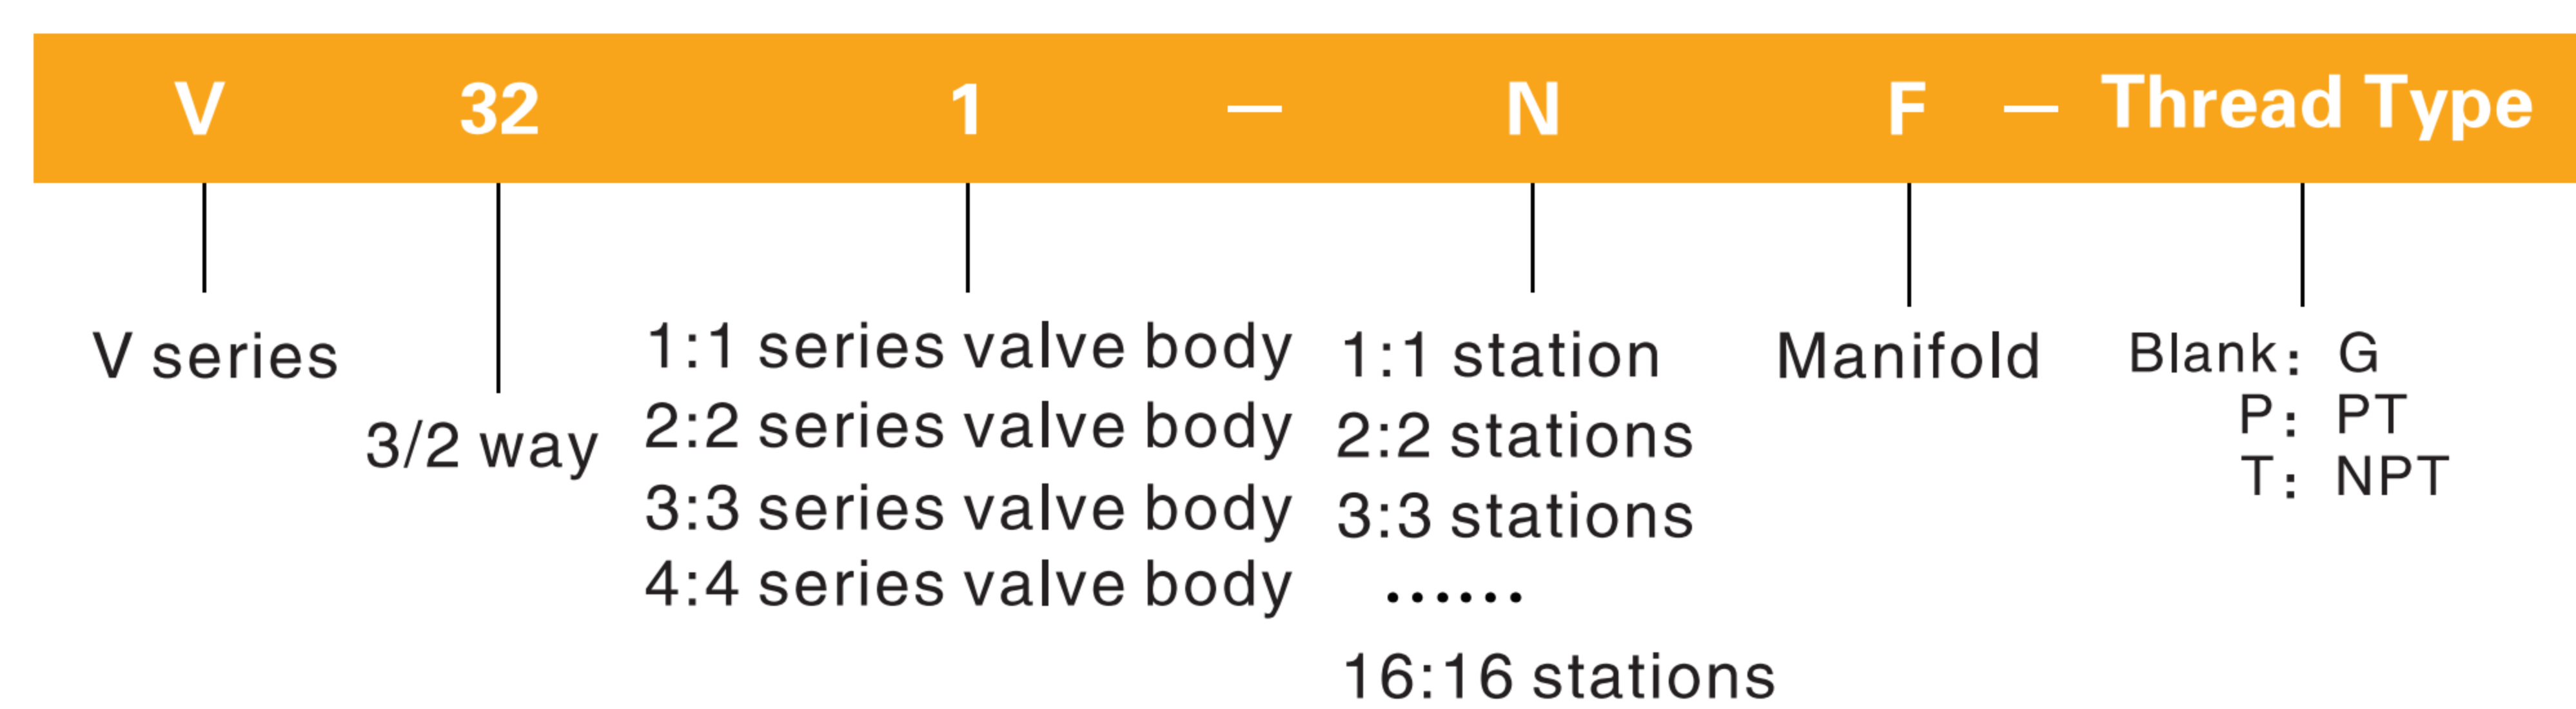 V 32 1 — N F — Thread Type
V series
3/2 way
1:1 series valve body
2:2 series valve body
3:3 series valve body
4:4 series valve body
1:1 station
2:2 stations
3:3 stations
......
16:16 stations
Manifold
Blank: G
P: PT
T: NPT